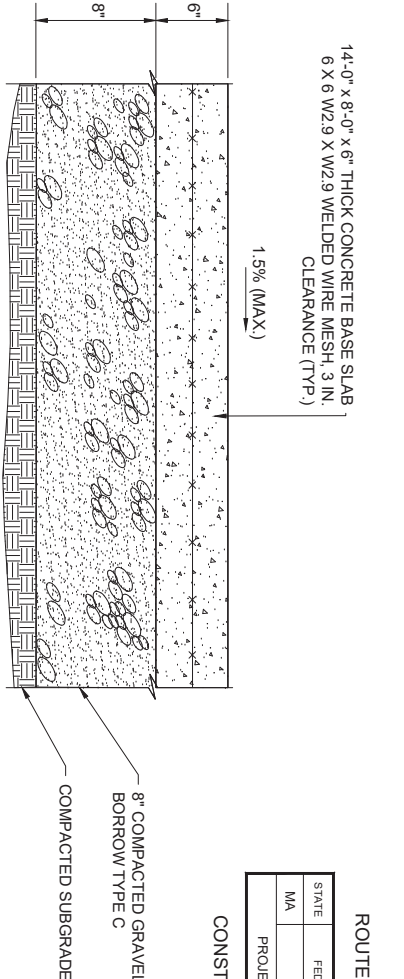 14'-0" x 8'-0" x 6" THICK CONCRETE BASE SLAB
6 X 6 W2.9 X W2.9 WELDED WIRE MESH, 3 IN.
CLEARANCE (TYP.)
1.5% (MAX.)
6"
8"
8" COMPACTED GRAVEL
BORROW TYPE C
COMPACTED SUBGRADE
ROUTE
STATE
MA
PROJE
CONST